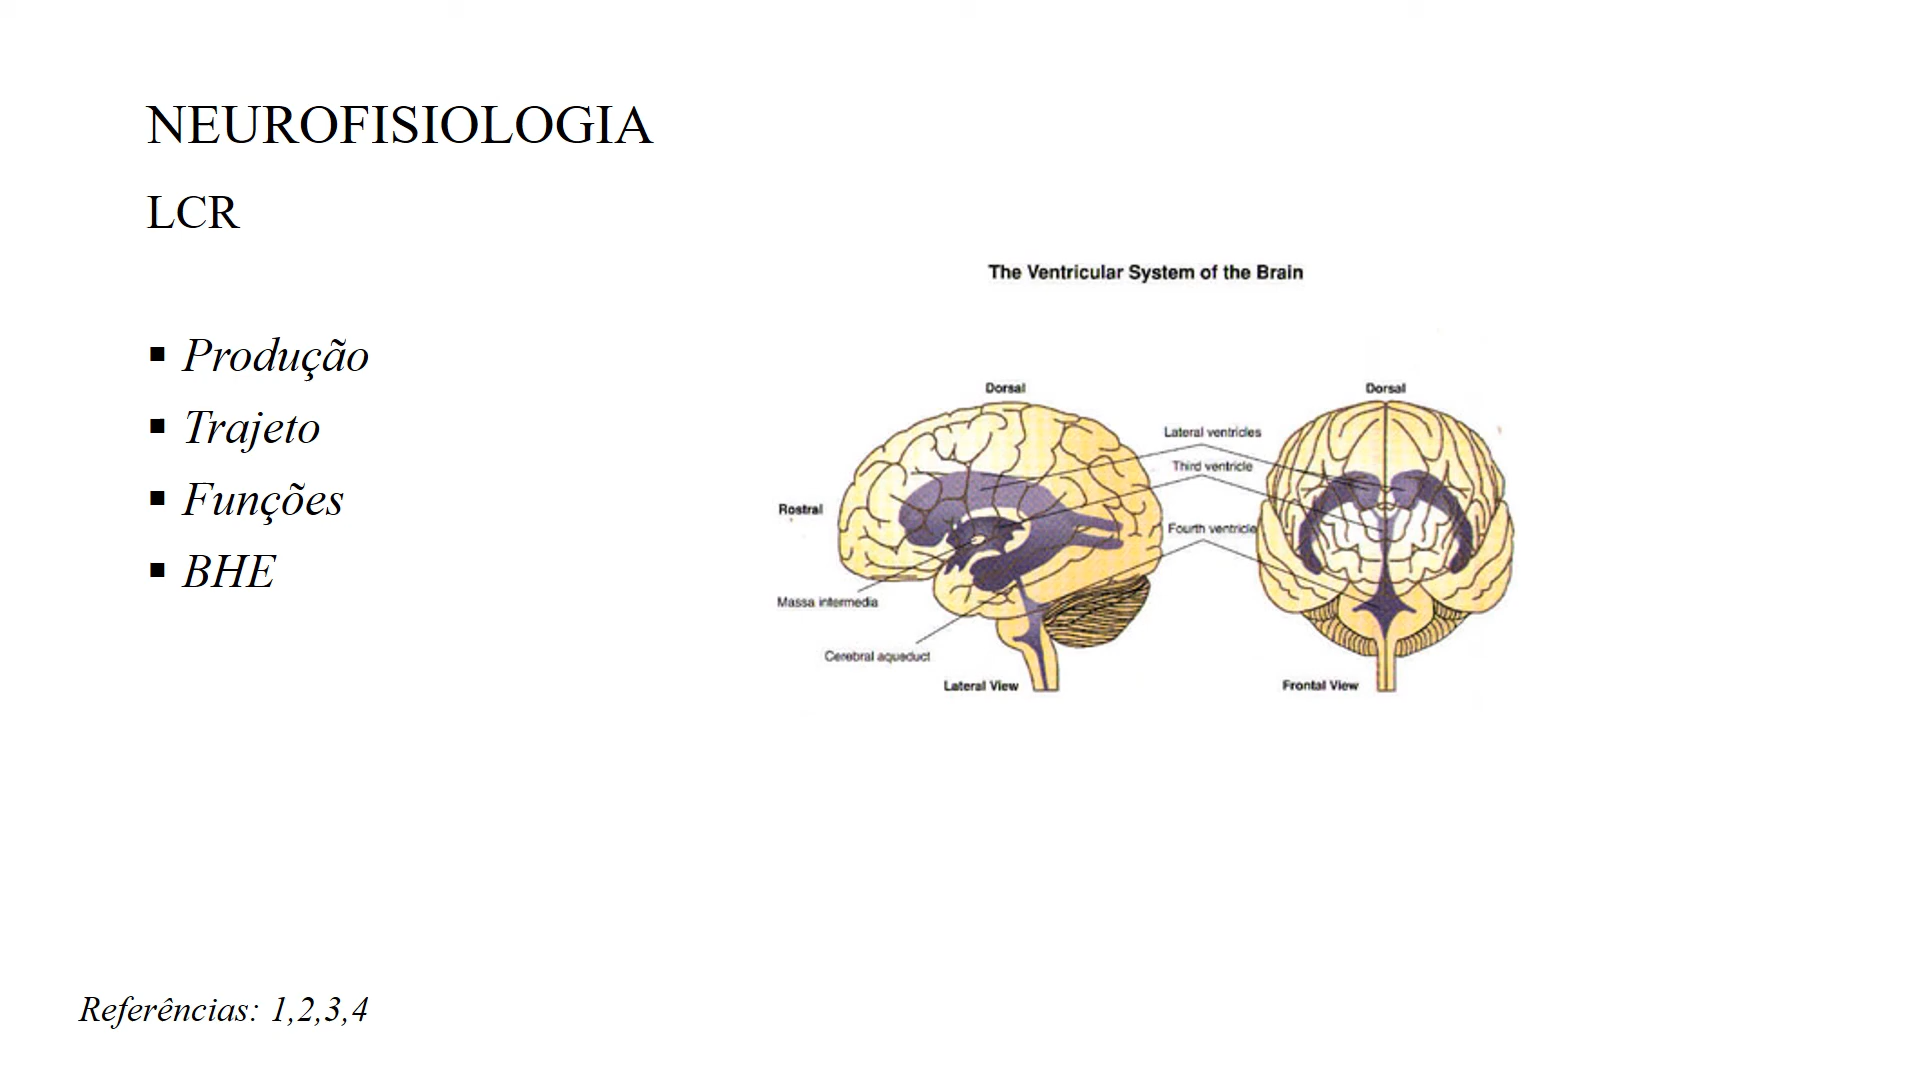 NEUROFISIOLOGIA
LCR
▪ Produção
▪ Trajeto
▪ Funções
▪ BHE
The Ventricular System of the Brain
Dorsal
Dorsal
Lateral ventricles
Third ventricle
Rostral
Fourth ventricle
Massa intermedia
Cerebral aqueduct
Lateral View
Frontal View
Referências: 1,2,3,4